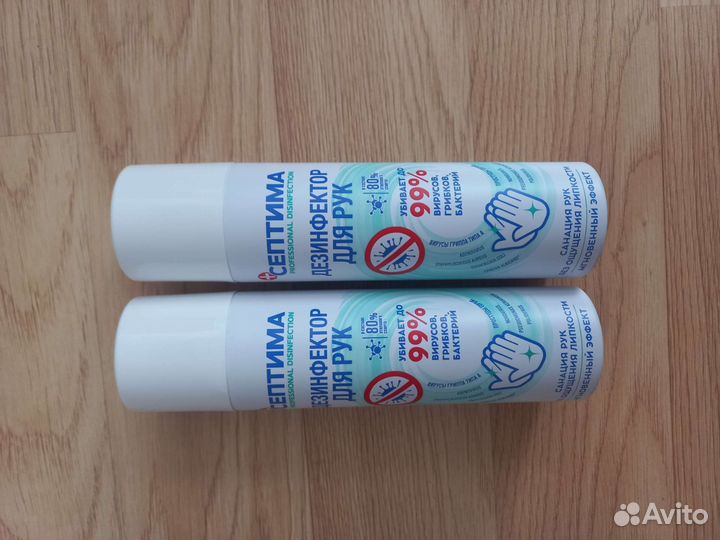 СЕПТИМА
PROFESSIONAL DISINFECTION
ДЕЗИНФЕКТОР
ДЛЯ РУК
80%
УБИВАЕТ ДО
99%
ВИРУСОВ,
ГРИБКОВ,
БАКТЕРИЙ
ВИРУСЫ ГРИППА ТИПА А
САНАЦИЯ РУК
БЕЗ ОЩУЩЕНИЯ ЛИПКОСТИ
МГНОВЕННЫЙ ЭФФЕКТ
СЕПТИМА
PROFESSIONAL DISINFECTION
ДЕЗИНФЕКТОР
ДЛЯ РУК
80%
УБИВАЕТ ДО
99%
ВИРУСОВ,
ГРИБКОВ,
БАКТЕРИЙ
ВИРУСЫ ГРИППА ТИПА А
САНАЦИЯ РУК
ОЩУЩЕНИЯ ЛИПКОСТИ
МГНОВЕННЫЙ ЭФФЕКТ
Avito